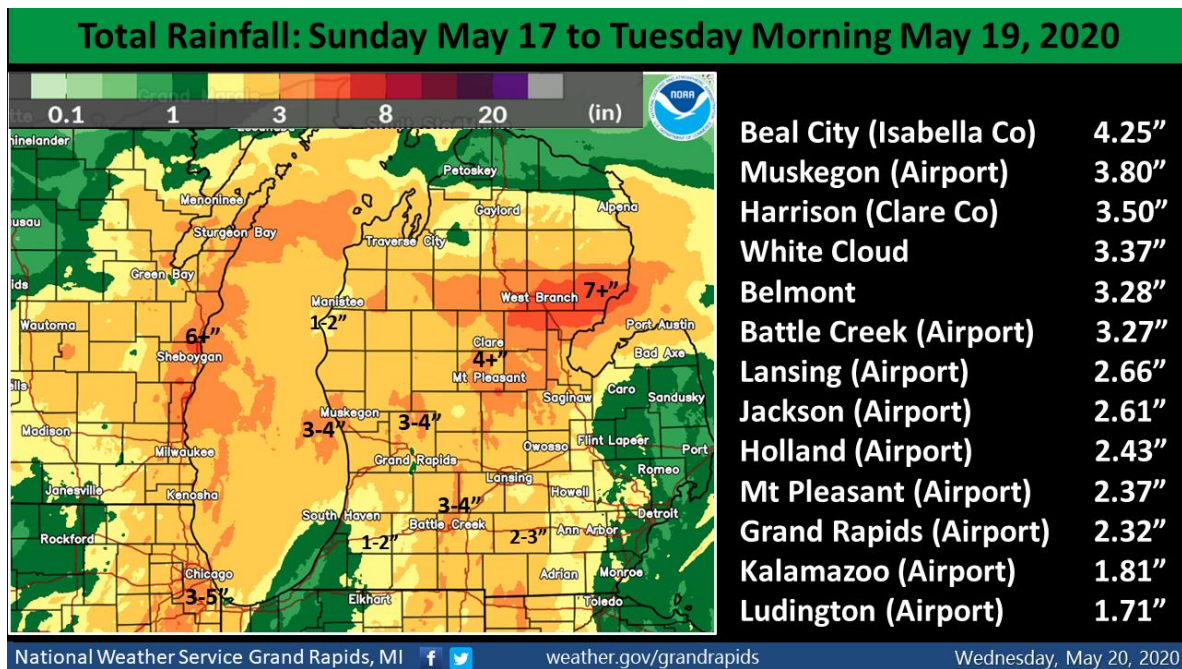 Total Rainfall: Sunday May 17 to Tuesday Morning May 19, 2020
0.1 1 3 8 20 (in)
NOAA
Petoskey
Menoninee
Gaylord
Alpena
Sturgeon Bay
Traverse City
Green Bay
Manistee
West Branch
7+”
1-2”
Wautoma
6+”
Sheboygan
Clare
4+”
Mt Pleasant
Port Austin
Bad Axe
Saginaw
Caro
Sandusky
Muskegon
3-4”
3-4”
Madison
Milwaukee
Grand Rapids
Owosso
Flint Lapeer
Port
Janesville
Kenosha
Lansing
Howell
Romeo
3-4”
South Haven
Battle Creek
Detroit
Rockford
1-2”
2-3”
Ann Arbor
Chicago
3-5”
Elkhart
Adrian
Monroe
Toledo
Beal City (Isabella Co) 4.25”
Muskegon (Airport) 3.80”
Harrison (Clare Co) 3.50”
White Cloud 3.37”
Belmont 3.28”
Battle Creek (Airport) 3.27”
Lansing (Airport) 2.66”
Jackson (Airport) 2.61”
Holland (Airport) 2.43”
Mt Pleasant (Airport) 2.37”
Grand Rapids (Airport) 2.32”
Kalamazoo (Airport) 1.81”
Ludington (Airport) 1.71”
National Weather Service Grand Rapids, MI
weather.gov/grandrapids
Wednesday, May 20, 2020